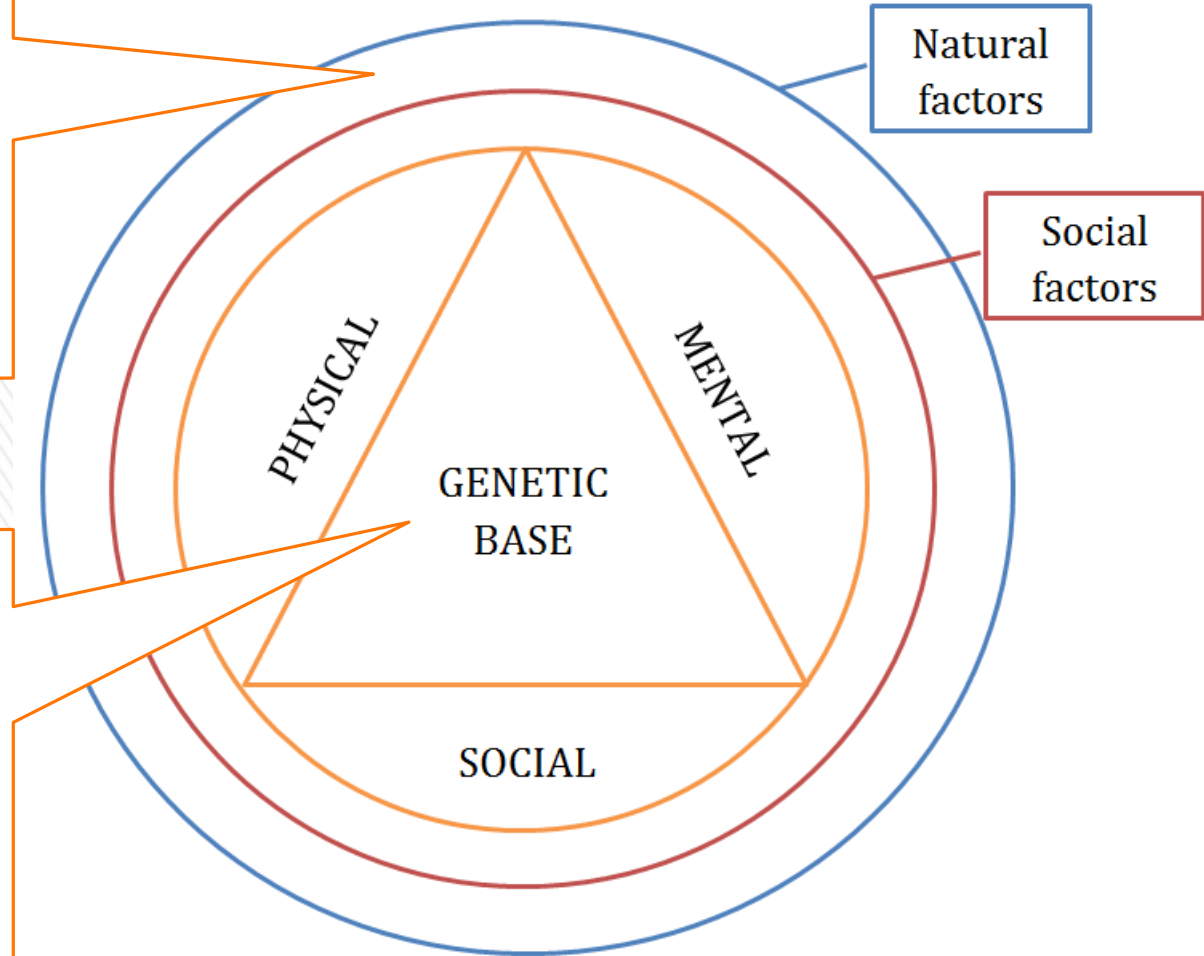 Natural
factors
Social
factors
PHYSICAL
MENTAL
GENETIC
BASE
SOCIAL